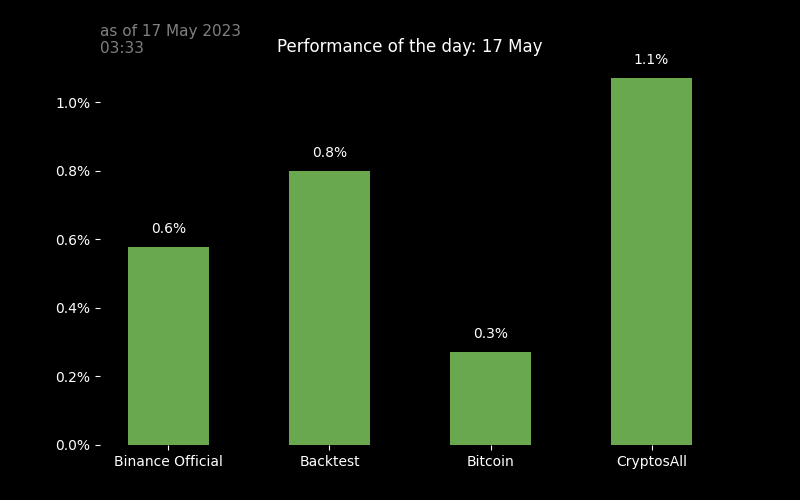 as of 17 May 2023
03:33
Performance of the day: 17 May
1.1%
1.0%
0.8%
0.8%
0.6%
0.6%
0.4%
0.3%
0.2%
0.0%
Binance Official
Backtest
Bitcoin
CryptosAll